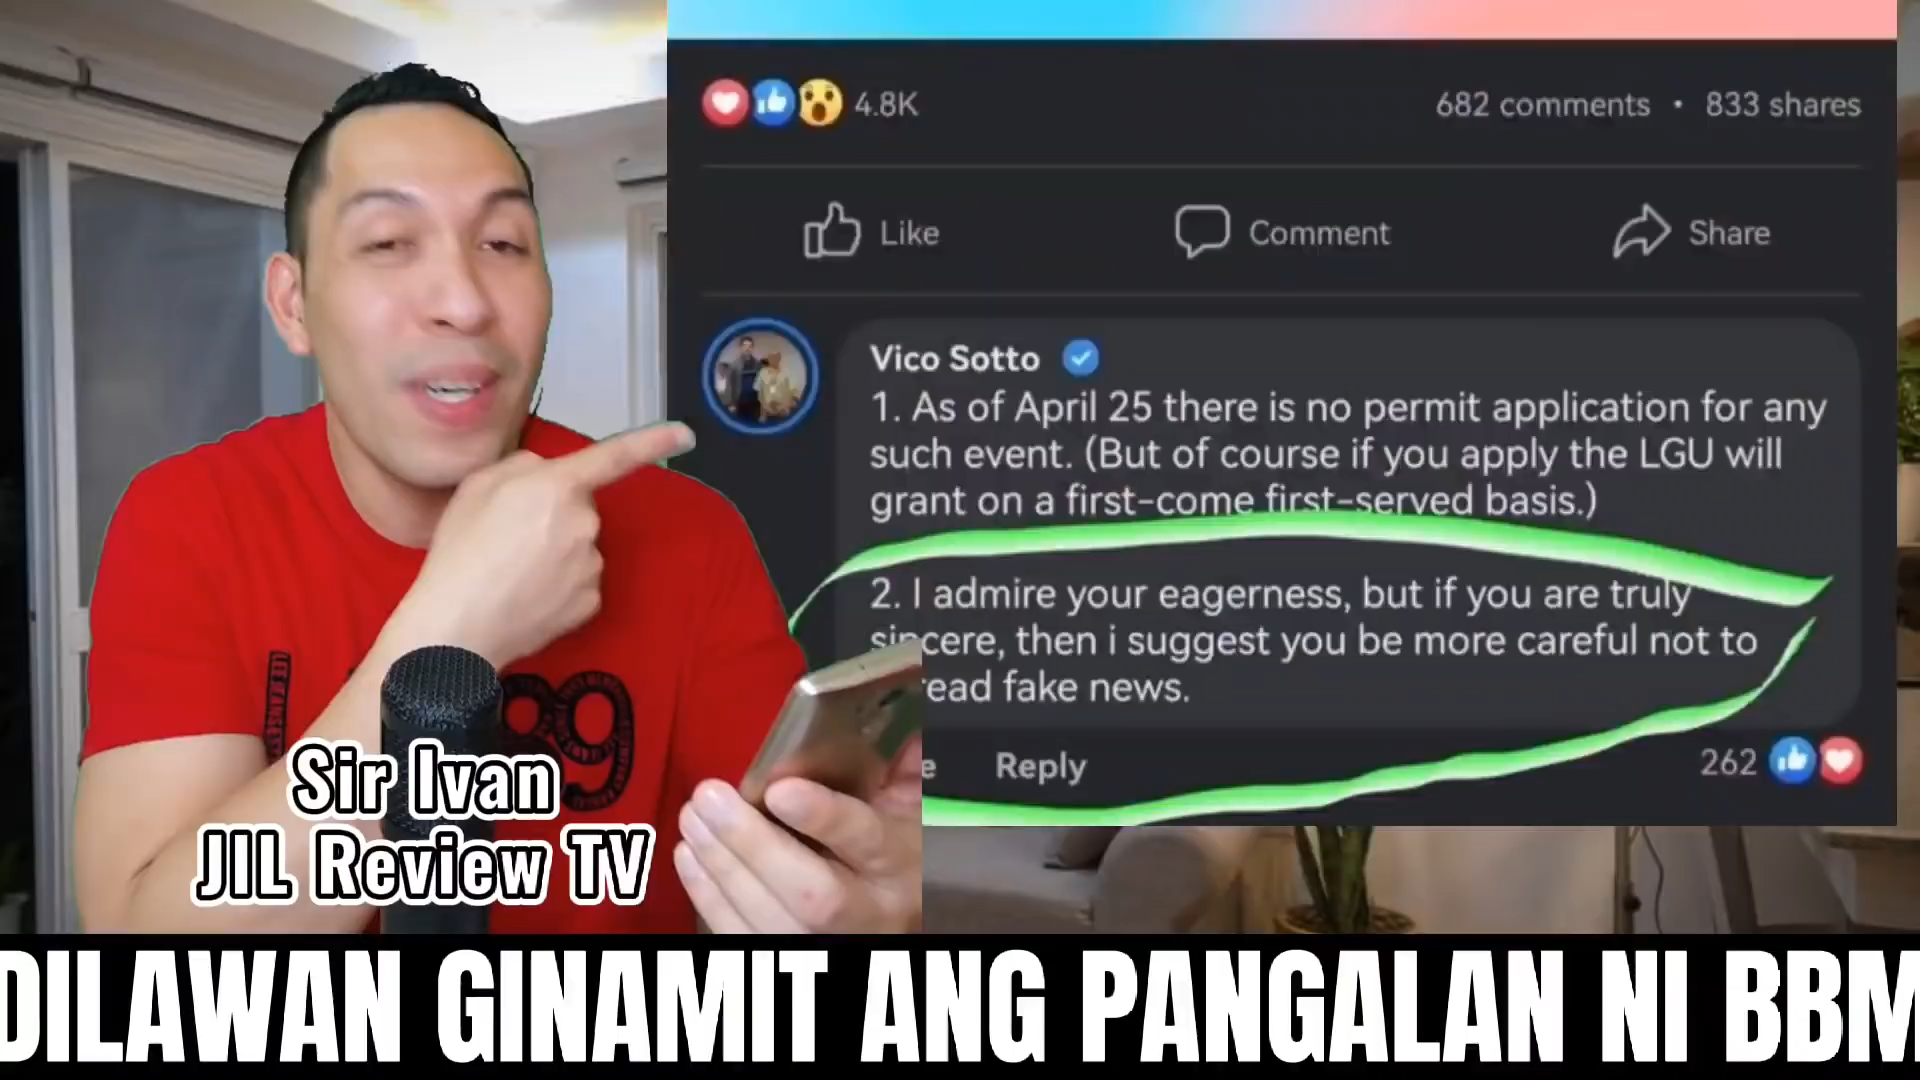 4.8K
682 comments • 833 shares
Like
Comment
Share
Vico Sotto
1. As of April 25 there is no permit application for any
such event. (But of course if you apply the LGU will
grant on a first-come first-served basis.)
2. I admire your eagerness, but if you are truly
sincere, then i suggest you be more careful not to
read fake news.
Reply
262
89
Sir Ivan
JIL Review TV
DILAWAN GINAMIT ANG PANGALAN NI BBM